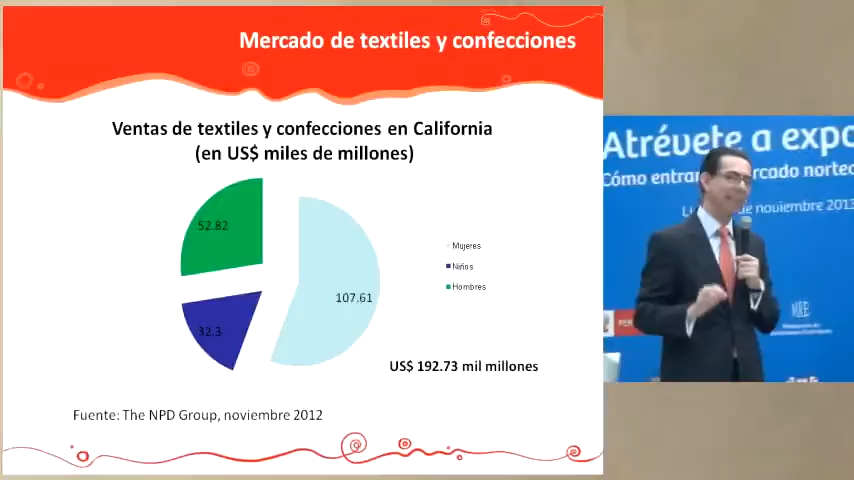 Mercado de textiles y confecciones
Ventas de textiles y confecciones en California
(en US$ miles de millones)
52.82
107.61
32.3
Mujeres
Niños
Hombres
US$ 192.73 mil millones
Fuente: The NPD Group, noviembre 2012
Atrévete a expo
Cómo entrar rcado nortea
de noviembre 2013
MRE